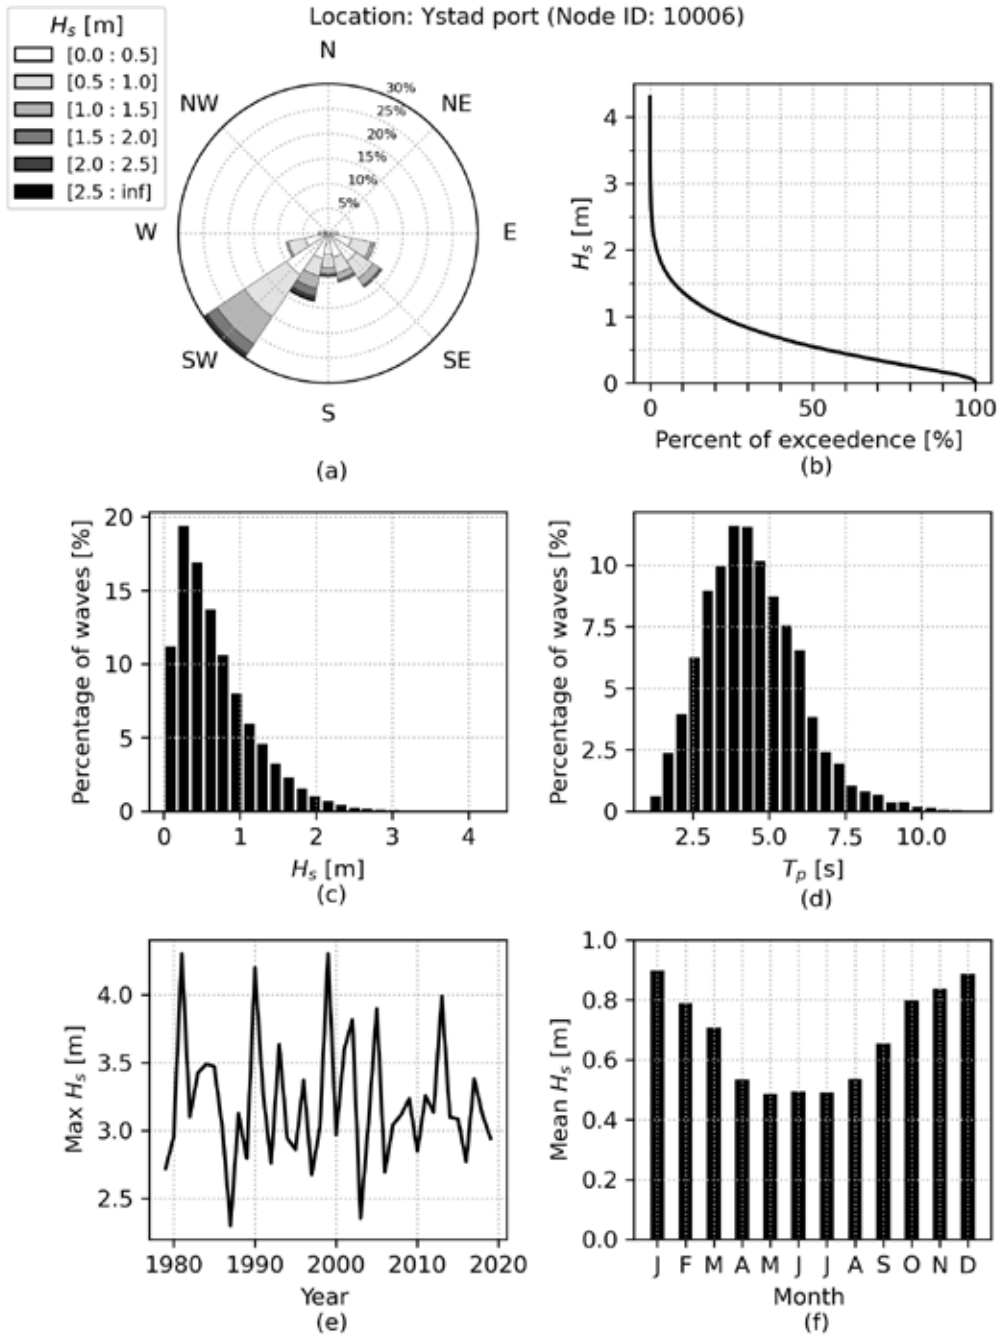 Location: Ystad port (Node ID: 10006)
Hs [m]
[0.0 : 0.5]
[0.5 : 1.0]
[1.0 : 1.5]
[1.5 : 2.0]
[2.0 : 2.5]
[2.5 : inf]
N
NW
NE
30%
25%
20%
15%
10%
5%
W
E
SW
SE
S
(a)
4
3
2
1
0
Hs [m]
0 50 100
Percent of exceedence [%]
(b)
20
15
10
5
0
Percentage of waves [%]
0 1 2 3 4
Hs [m]
(c)
10
7.5
5
2.5
0
Percentage of waves [%]
2.5 5.0 7.5 10.0
Tp [s]
(d)
4.0
3.5
3.0
2.5
Max Hs [m]
1980 1990 2000 2010 2020
Year
(e)
1.0
0.8
0.6
0.4
0.2
0.0
Mean Hs [m]
J F M A M J J A S O N D
Month
(f)